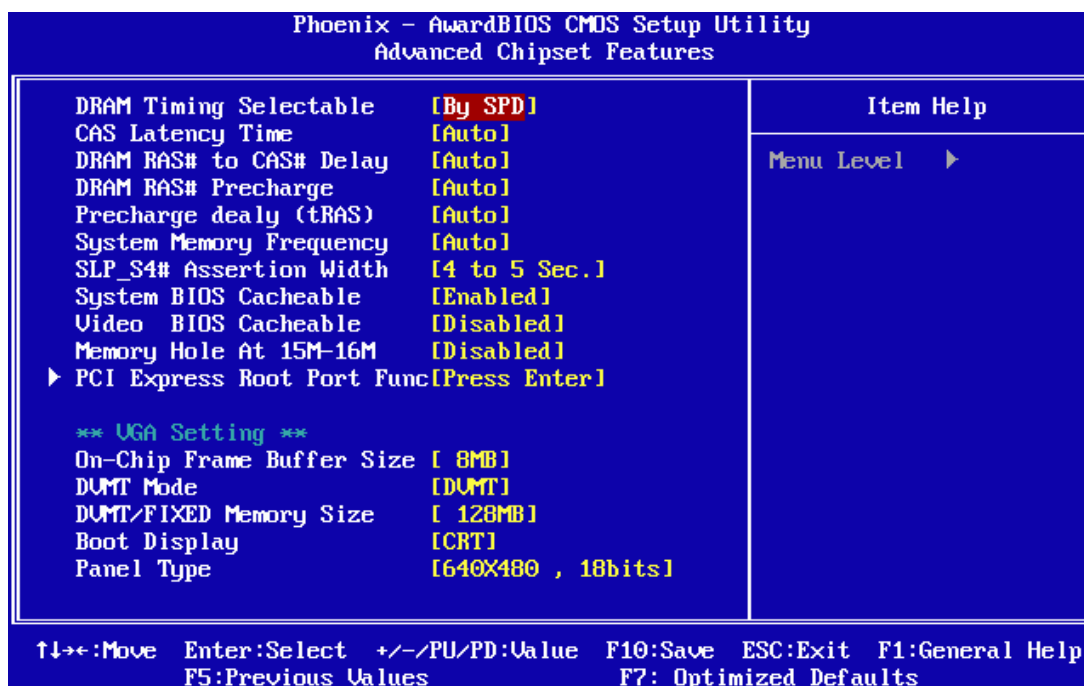 Phoenix - AwardBIOS CMOS Setup Utility
Advanced Chipset Features
DRAM Timing Selectable [By SPD]
CAS Latency Time [Auto]
DRAM RAS# to CAS# Delay [Auto]
DRAM RAS# Precharge [Auto]
Precharge dealy (tRAS) [Auto]
System Memory Frequency [Auto]
SLP_S4# Assertion Width [4 to 5 Sec.]
System BIOS Cacheable [Enabled]
Video BIOS Cacheable [Disabled]
Memory Hole At 15M-16M [Disabled]
▶ PCI Express Root Port Func[Press Enter]
** VGA Setting **
On-Chip Frame Buffer Size [ 8MB]
DVMT Mode [DVMT]
DVMT/FIXED Memory Size [ 128MB]
Boot Display [CRT]
Panel Type [640X480 , 18bits]
Item Help
Menu Level ▶
↑↓→←:Move Enter:Select +/-/PU/PD:Value F10:Save ESC:Exit F1:General Help
F5:Previous Values F7: Optimized Defaults